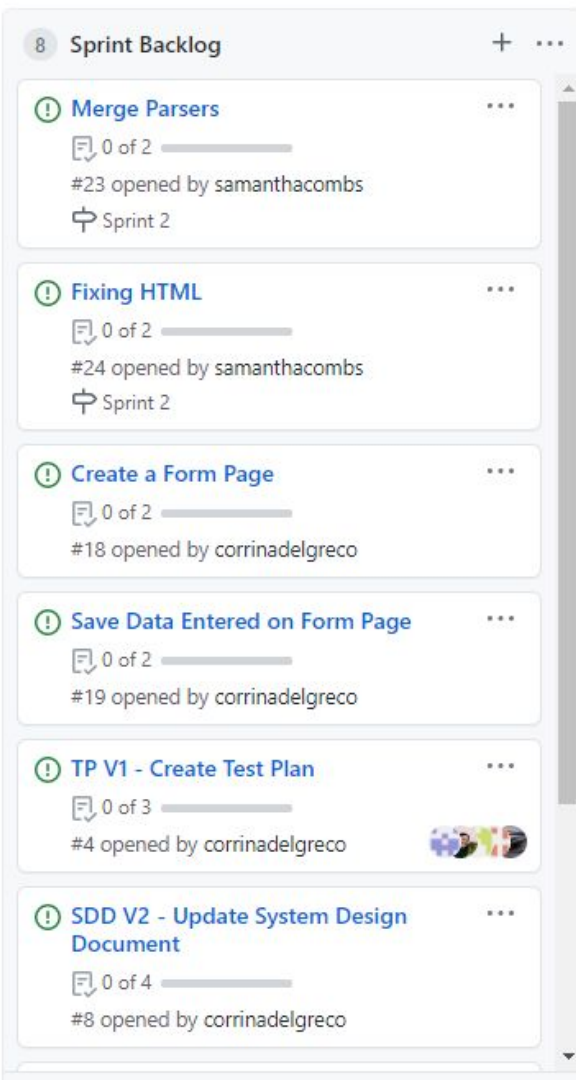 8 Sprint Backlog
Merge Parsers
0 of 2
#23 opened by samanthacombs
Sprint 2
Fixing HTML
0 of 2
#24 opened by samanthacombs
Sprint 2
Create a Form Page
0 of 2
#18 opened by corrinadelgreco
Save Data Entered on Form Page
0 of 2
#19 opened by corrinadelgreco
TP V1 - Create Test Plan
0 of 3
#4 opened by corrinadelgreco
SDD V2 - Update System Design
Document
0 of 4
#8 opened by corrinadelgreco